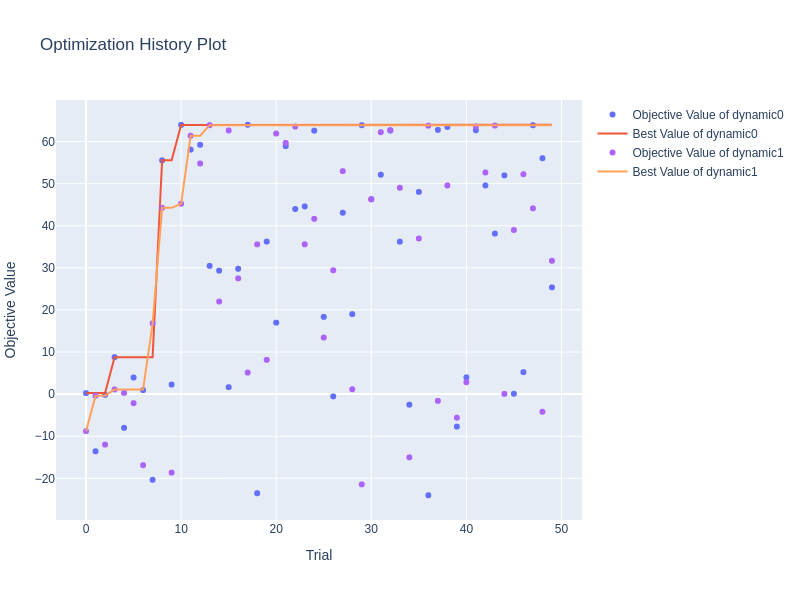 Optimization History Plot
Objective Value of dynamic0
Best Value of dynamic0
Objective Value of dynamic1
Best Value of dynamic1
60
50
40
30
20
10
0
−10
−20
Objective Value
0 10 20 30 40 50
Trial